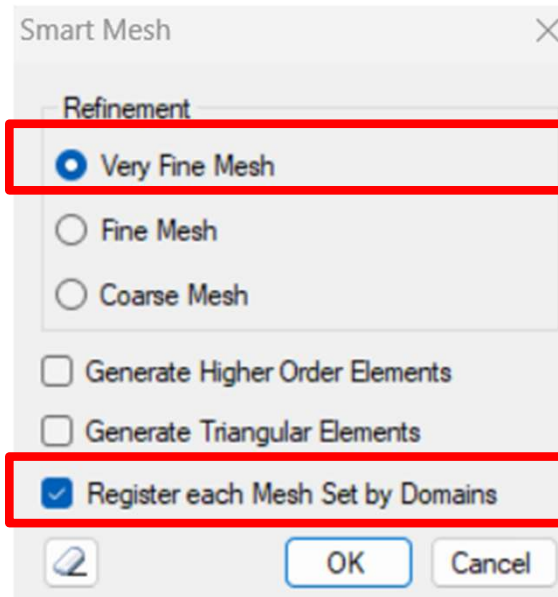 Smart Mesh
Refinement
Very Fine Mesh
Fine Mesh
Coarse Mesh
Generate Higher Order Elements
Generate Triangular Elements
Register each Mesh Set by Domains
OK Cancel